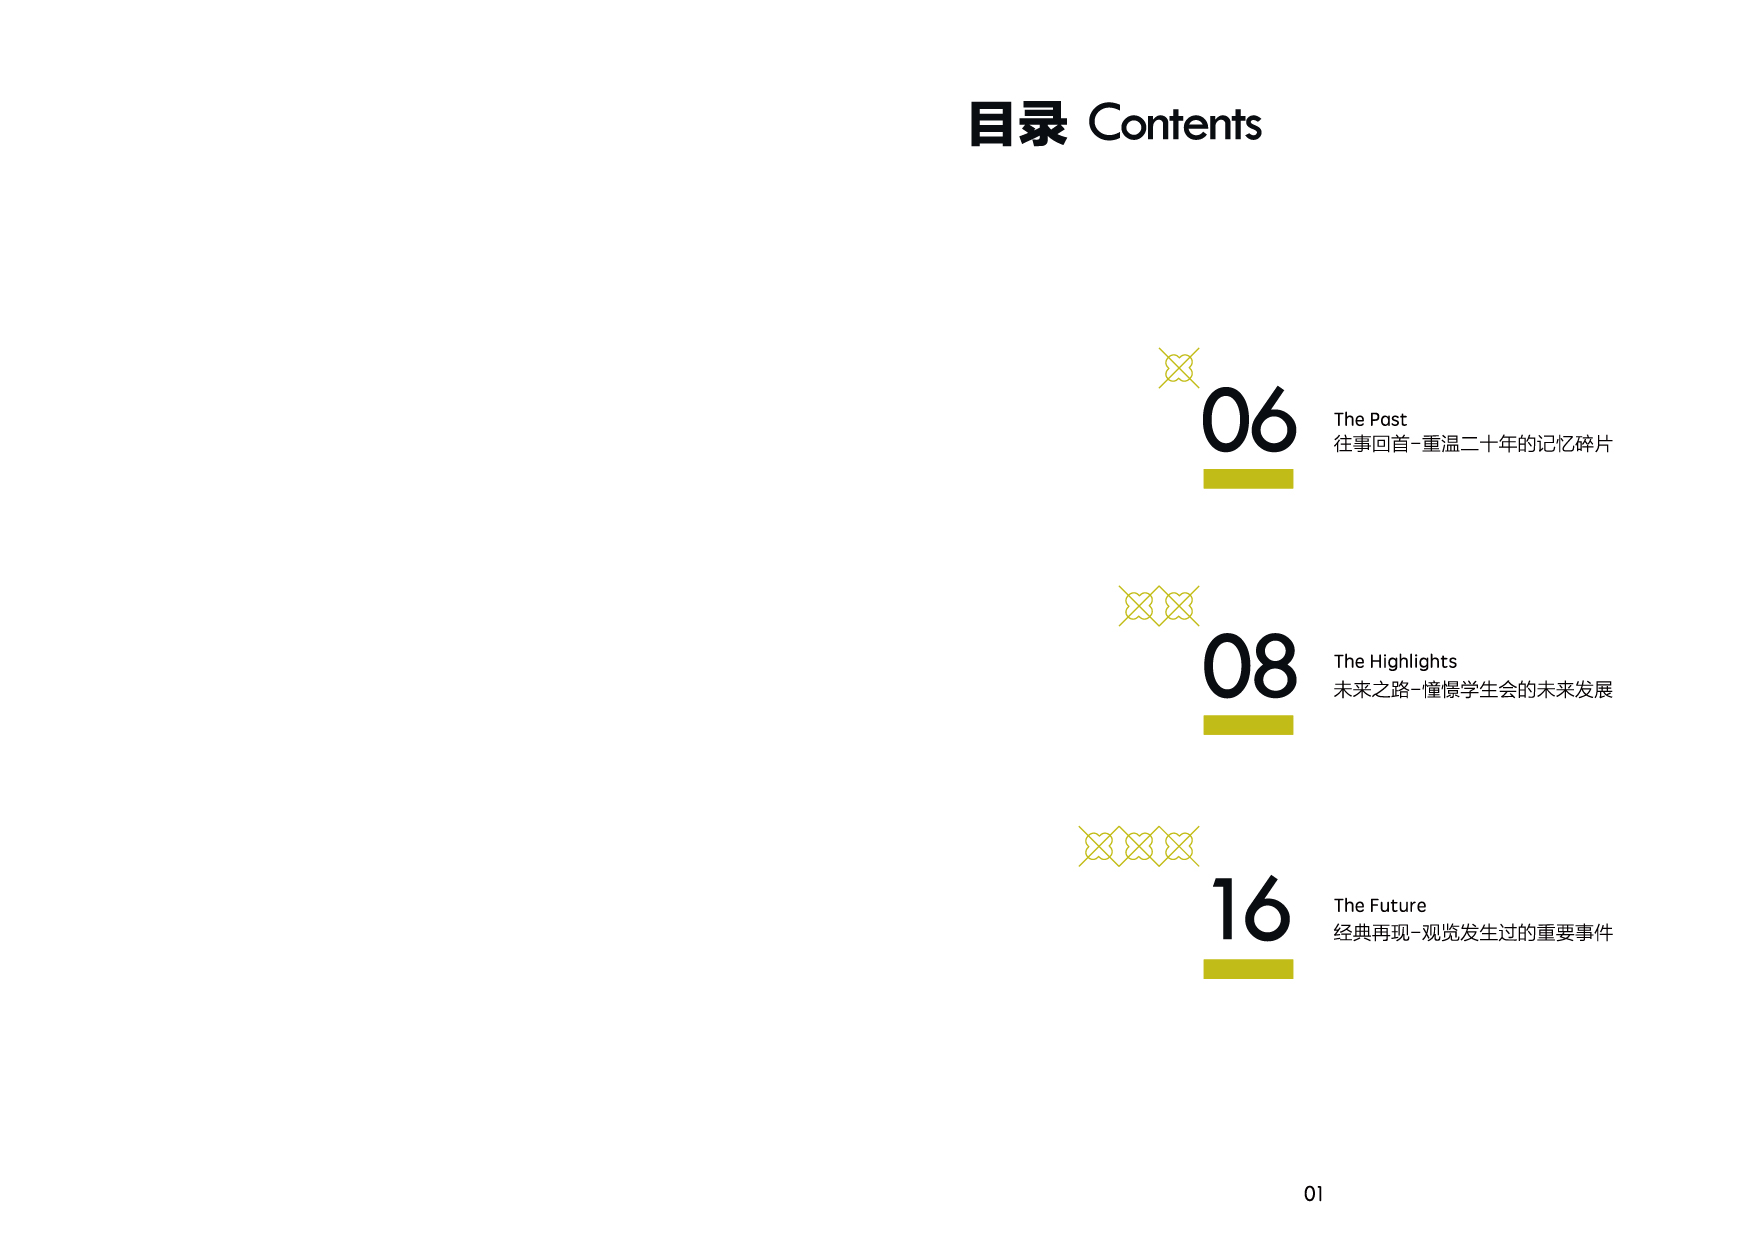 目录 Contents
06
The Past
往事回首-重温二十年的记忆碎片
08
The Highlights
未来之路-憧憬学生会的未来发展
16
The Future
经典再现-观览发生过的重要事件
01